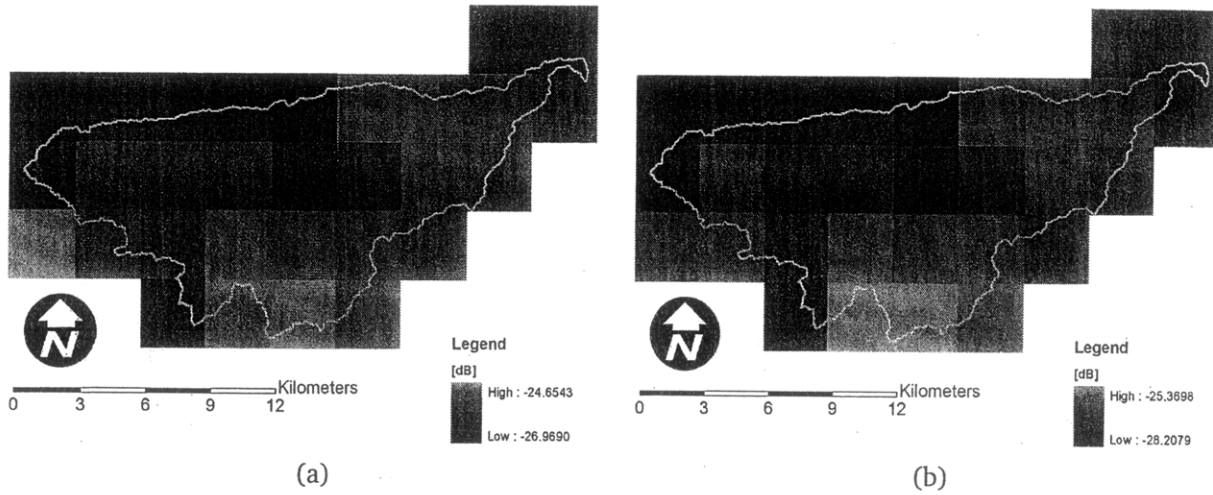 N
Legend
[dB]
High : -24.6543
Low : -26.9690
Kilometers
0 3 6 9 12
(a)
N
Legend
[dB]
High : -25.3698
Low : -28.2079
Kilometers
0 3 6 9 12
(b)